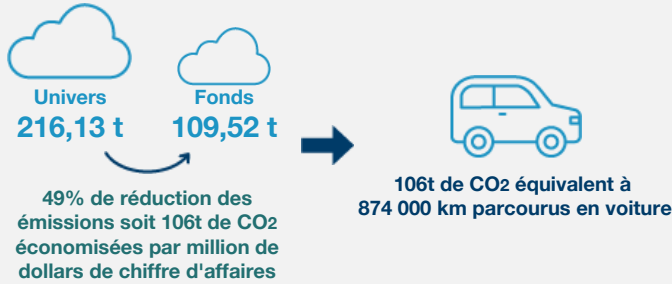 Univers
216,13 t
Fonds
109,52 t
49% de réduction des
émissions soit 106t de CO2
économisées par million de
dollars de chiffre d'affaires
106t de CO2 équivalent à
874 000 km parcourus en voiture